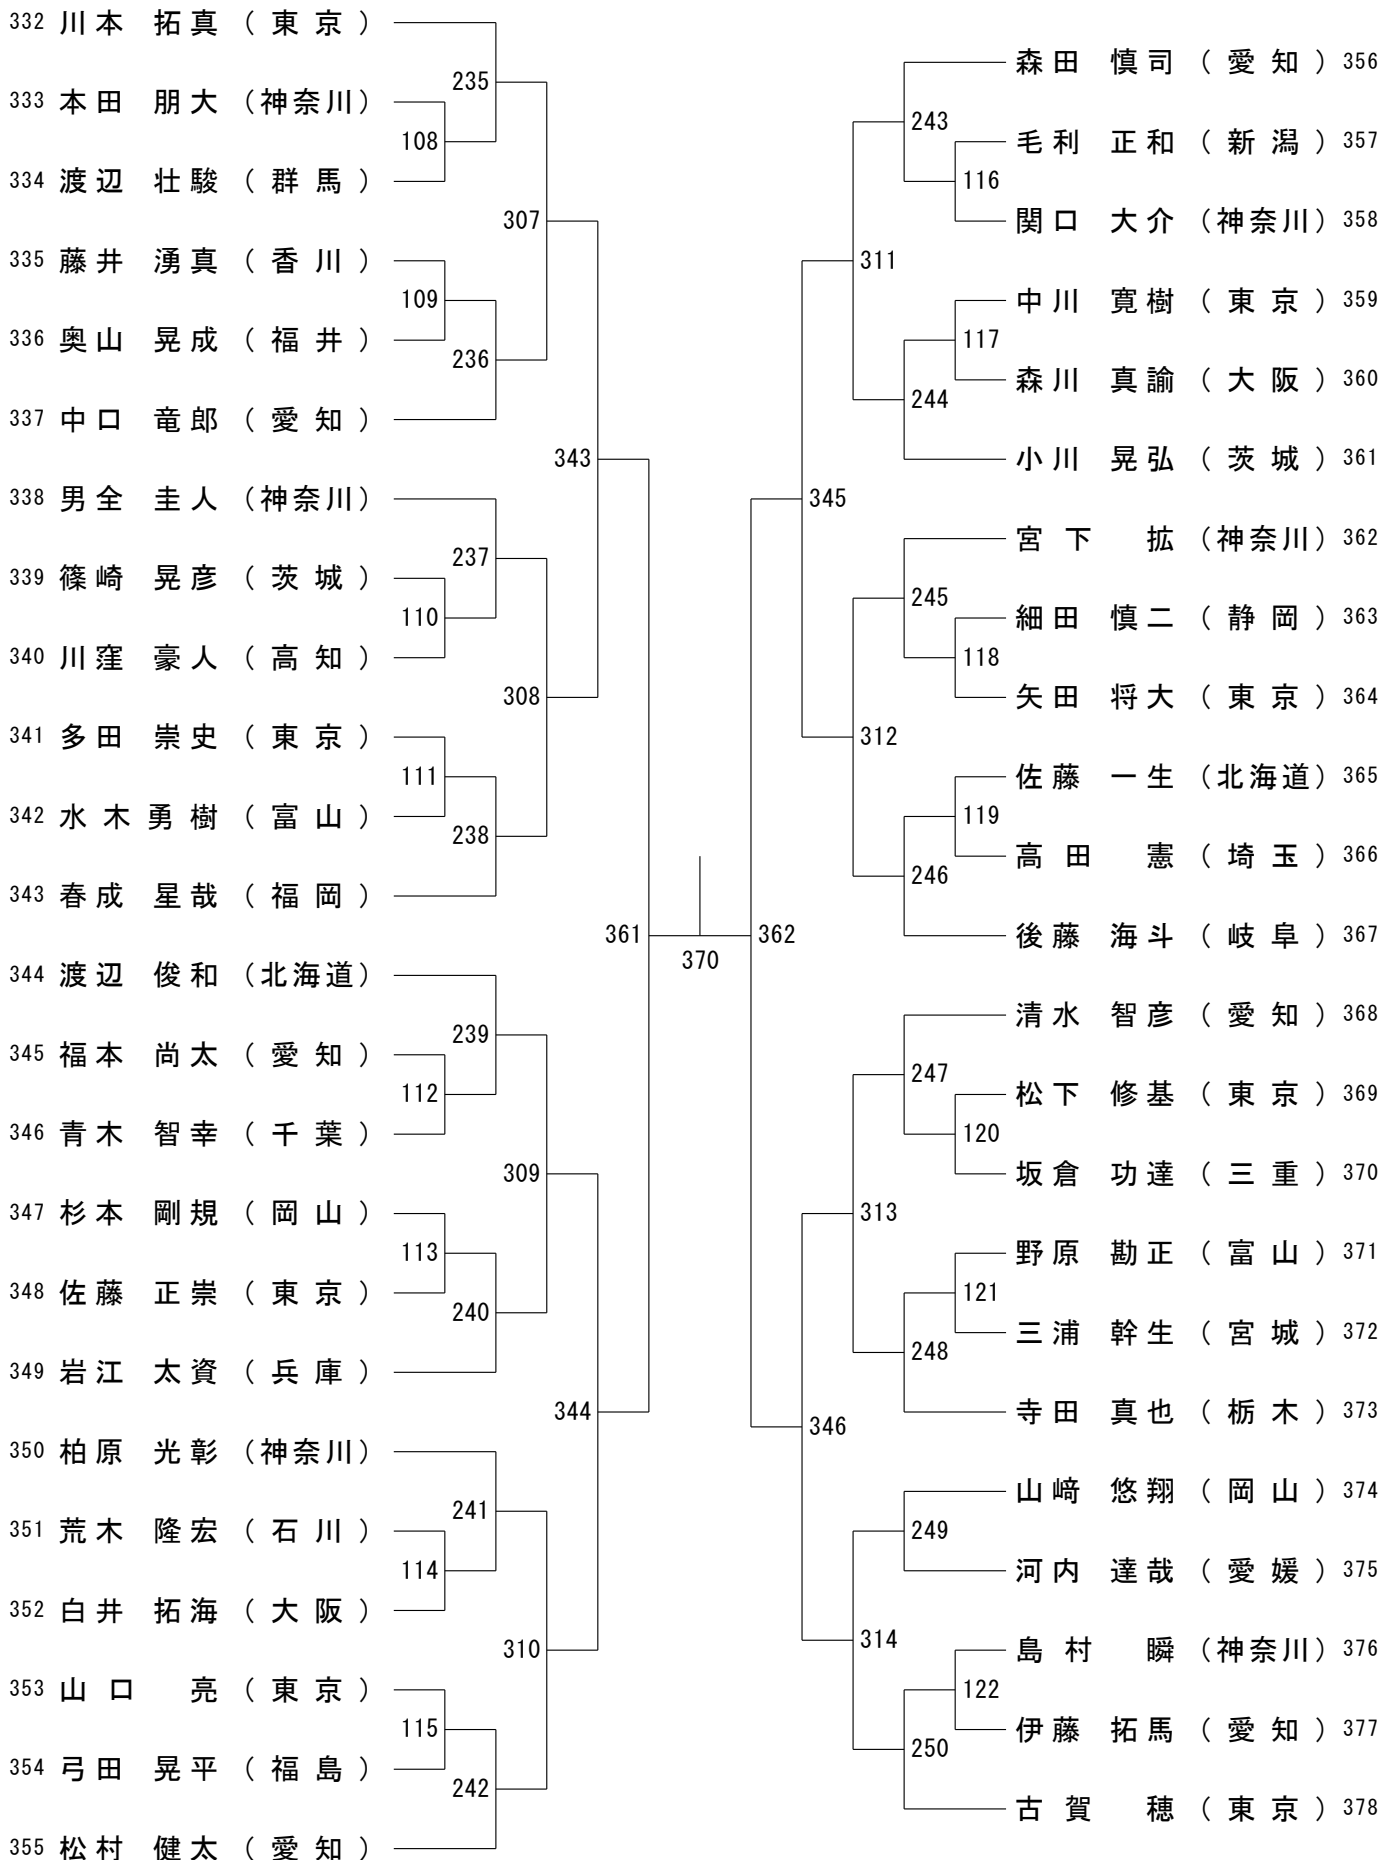 332 川本 拓真 (東京)
235
333 本田 朋大 (神奈川)
108
334 渡辺 壮駿 (群馬)
307
335 藤井 湧真 (香川)
109
336 奥山 晃成 (福井)
236
337 中口 竜郎 (愛知)
343
338 男全 圭人 (神奈川)
237
339 篠崎 晃彦 (茨城)
110
340 川窪 豪人 (高知)
308
341 多田 崇史 (東京)
111
342 水木勇樹 (富山)
238
343 春成 星哉 (福岡)
361
344 渡辺 俊和 (北海道)
239
345 福本 尚太 (愛知)
112
346 青木 智幸 (千葉)
309
347 杉本 剛規 (岡山)
113
348 佐藤 正崇 (東京)
240
349 岩江 太資 (兵庫)
344
350 柏原 光彰 (神奈川)
241
351 荒木 隆宏 (石川)
114
352 白井 拓海 (大阪)
310
353 山口 亮 (東京)
115
354 弓田 晃平 (福島)
242
355 松村 健太 (愛知)
370
森田 慎司 (愛知) 356
243
毛利 正和 (新潟) 357
116
関口 大介 (神奈川) 358
311
中川 寛樹 (東京) 359
117
森川 真諭 (大阪) 360
244
小川 晃弘 (茨城) 361
345
宮下 拡 (神奈川) 362
245
細田 慎二 (静岡) 363
118
矢田 将大 (東京) 364
312
佐藤 一生 (北海道) 365
119
高田 憲 (埼玉) 366
246
後藤 海斗 (岐阜) 367
362
清水 智彦 (愛知) 368
247
松下 修基 (東京) 369
120
坂倉 功達 (三重) 370
313
野原 勘正 (富山) 371
121
三浦 幹生 (宮城) 372
248
寺田 真也 (栃木) 373
346
山﨑 悠翔 (岡山) 374
249
河内 達哉 (愛媛) 375
314
島村 瞬 (神奈川) 376
122
伊藤 拓馬 (愛知) 377
250
古賀 穂 (東京) 378